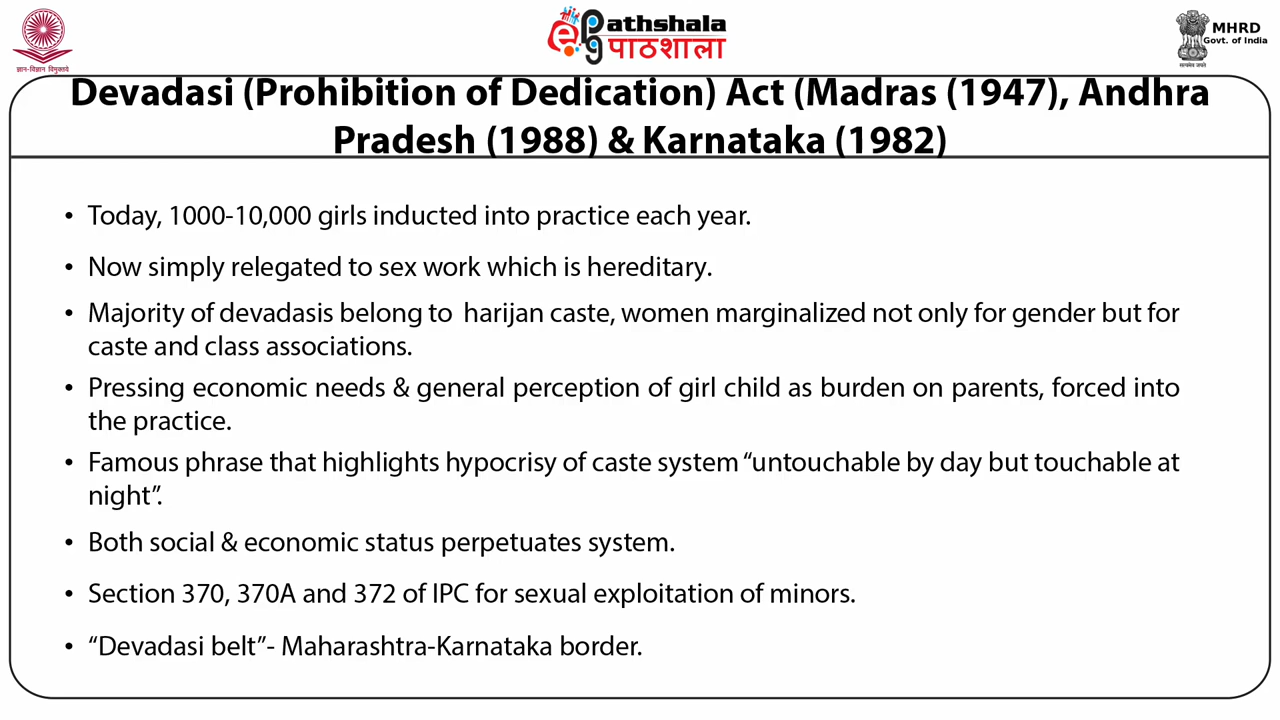 ज्ञान-विज्ञान विमुक्तये
epg
athshala
पाठशाला
MHRD
Govt. of India
सत्यमेव जयते
Devadasi (Prohibition of Dedication) Act (Madras (1947), Andhra
Pradesh (1988) & Karnataka (1982)
• Today, 1000-10,000 girls inducted into practice each year.
• Now simply relegated to sex work which is hereditary.
• Majority of devadasis belong to harijan caste, women marginalized not only for gender but for
caste and class associations.
• Pressing economic needs & general perception of girl child as burden on parents, forced into
the practice.
• Famous phrase that highlights hypocrisy of caste system “untouchable by day but touchable at
night”.
• Both social & economic status perpetuates system.
• Section 370, 370A and 372 of IPC for sexual exploitation of minors.
• “Devadasi belt”- Maharashtra-Karnataka border.